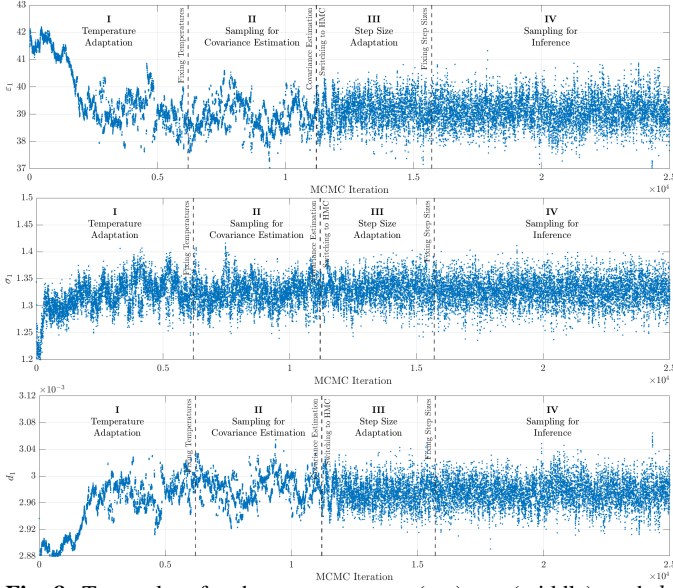 43
42
41
40
39
38
37
ε₁
I
Temperature
Adaptation
Fixing Temperatures
II
Sampling for
Covariance Estimation
Covariance Estimation
Switching to HMC
III
Step Size
Adaptation
Fixing Step Sizes
IV
Sampling for
Inference
0 0.5 1 1.5 2 2.5
MCMC Iteration
×10⁴
1.5
1.45
1.4
1.35
1.3
1.25
1.2
σ₁
I
Temperature
Adaptation
Fixing Temperatures
II
Sampling for
Covariance Estimation
Covariance Estimation
Switching to HMC
III
Step Size
Adaptation
Fixing Step Sizes
IV
Sampling for
Inference
0 0.5 1 1.5 2 2.5
MCMC Iteration
×10⁴
×10⁻³
3.12
3.08
3.04
3
2.96
2.92
2.88
d₁
I
Temperature
Adaptation
Fixing Temperatures
II
Sampling for
Covariance Estimation
Covariance Estimation
Switching to HMC
III
Step Size
Adaptation
Fixing Step Sizes
IV
Sampling for
Inference
0 0.5 1 1.5 2 2.5
MCMC Iteration
×10⁴